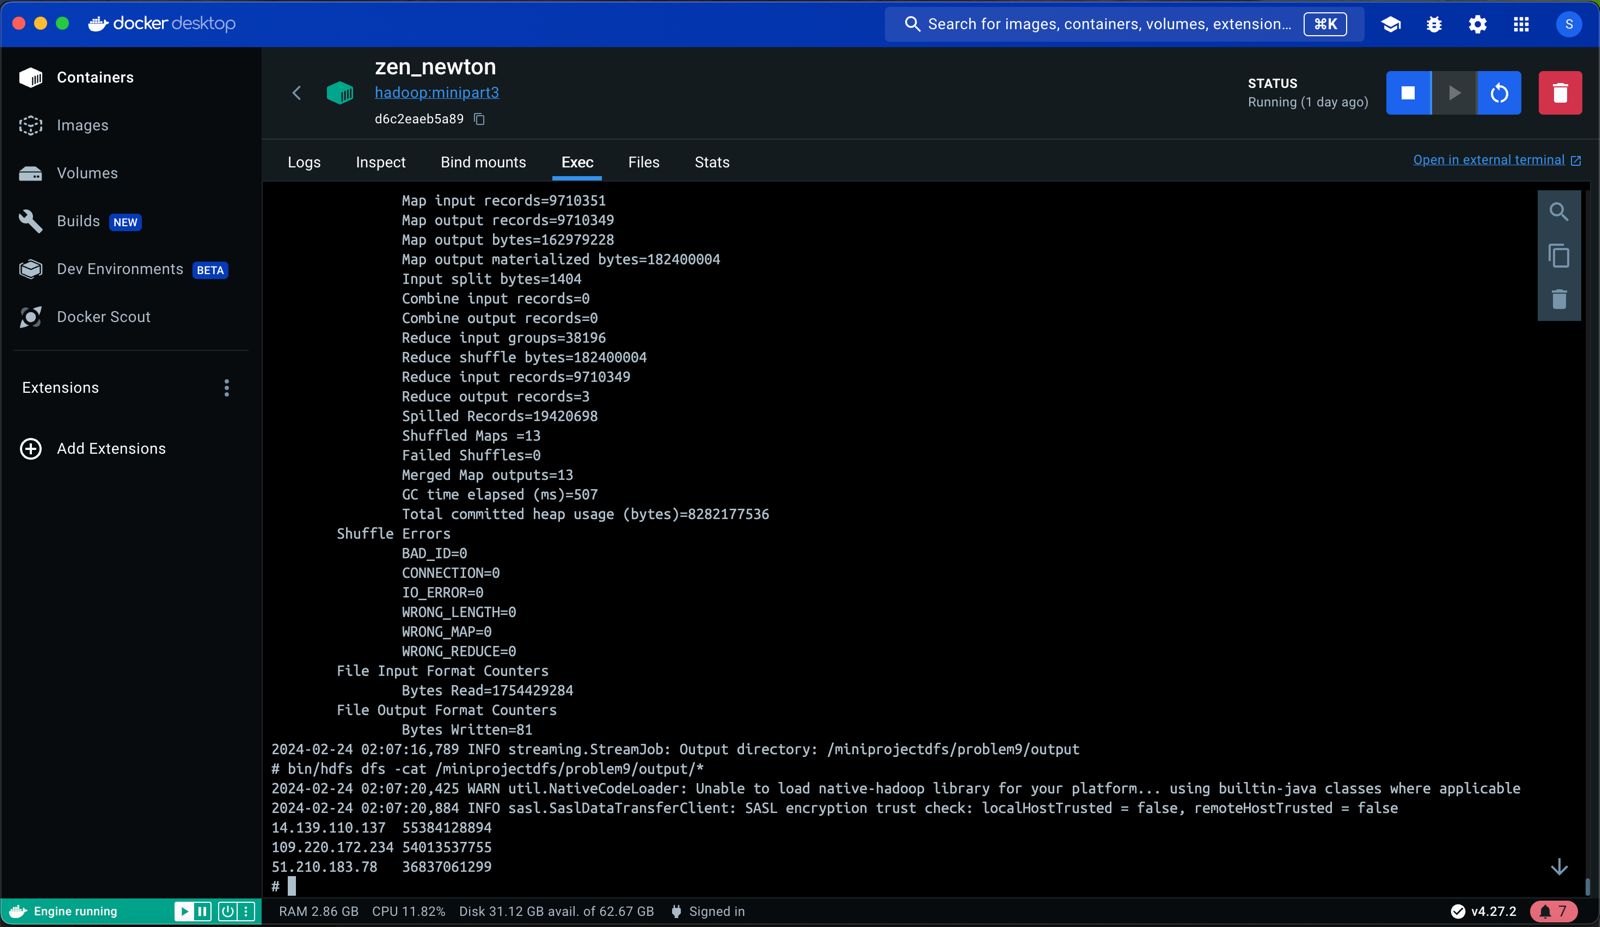 docker desktop
Search for images, containers, volumes, extension... ⌘K
S
Containers
Images
Volumes
Builds NEW
Dev Environments BETA
Docker Scout
Extensions
Add Extensions
zen_newton
hadoop:minipart3
d6c2eaeb5a89
STATUS
Running (1 day ago)
Logs Inspect Bind mounts Exec Files Stats
Open in external terminal
Map input records=9710351
Map output records=9710349
Map output bytes=162979228
Map output materialized bytes=182400004
Input split bytes=1404
Combine input records=0
Combine output records=0
Reduce input groups=38196
Reduce shuffle bytes=182400004
Reduce input records=9710349
Reduce output records=3
Spilled Records=19420698
Shuffled Maps =13
Failed Shuffles=0
Merged Map outputs=13
GC time elapsed (ms)=507
Total committed heap usage (bytes)=8282177536
Shuffle Errors
BAD_ID=0
CONNECTION=0
IO_ERROR=0
WRONG_LENGTH=0
WRONG_MAP=0
WRONG_REDUCE=0
File Input Format Counters
Bytes Read=1754429284
File Output Format Counters
Bytes Written=81
2024-02-24 02:07:16,789 INFO streaming.StreamJob: Output directory: /miniprojectdfs/problem9/output
# bin/hdfs dfs -cat /miniprojectdfs/problem9/output/*
2024-02-24 02:07:20,425 WARN util.NativeCodeLoader: Unable to load native-hadoop library for your platform... using builtin-java classes where applicable
2024-02-24 02:07:20,884 INFO sasl.SaslDataTransferClient: SASL encryption trust check: localHostTrusted = false, remoteHostTrusted = false
14.139.110.137 55384128894
109.220.172.234 54013537755
51.210.183.78 36837061299
#
Engine running
RAM 2.86 GB CPU 11.82% Disk 31.12 GB avail. of 62.67 GB Signed in
v4.27.2
7